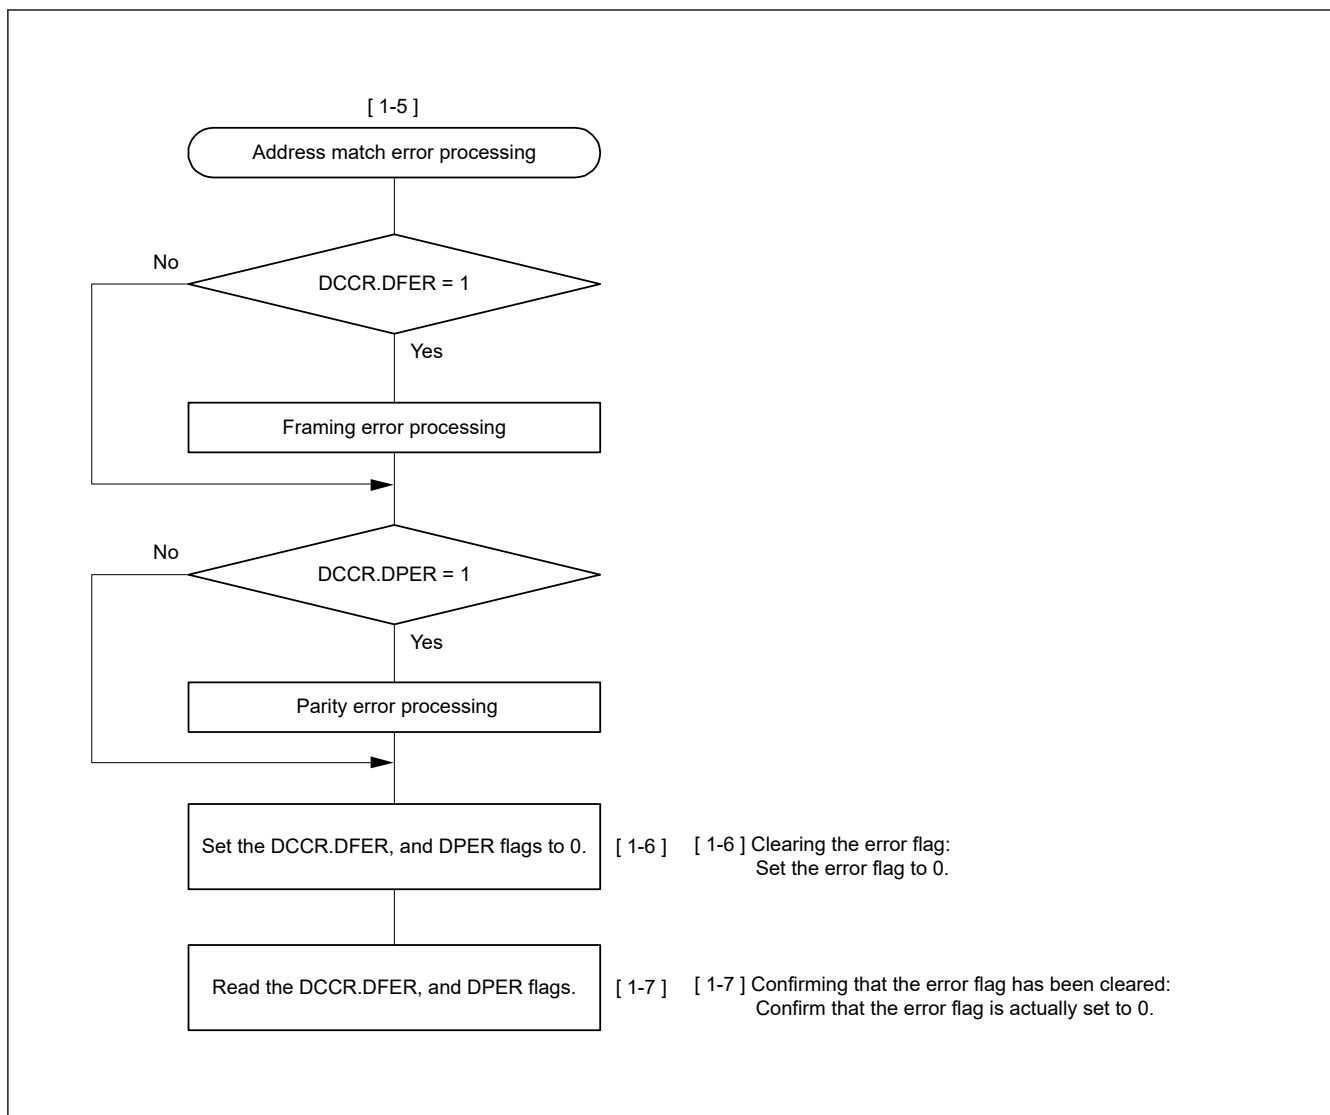 [ 1-5 ]
Address match error processing
No
DCCR.DFER = 1
Yes
Framing error processing
No
DCCR.DPER = 1
Yes
Parity error processing
Set the DCCR.DFER, and DPER flags to 0.
[ 1-6 ]
[ 1-6 ] Clearing the error flag:
Set the error flag to 0.
Read the DCCR.DFER, and DPER flags.
[ 1-7 ]
[ 1-7 ] Confirming that the error flag has been cleared:
Confirm that the error flag is actually set to 0.